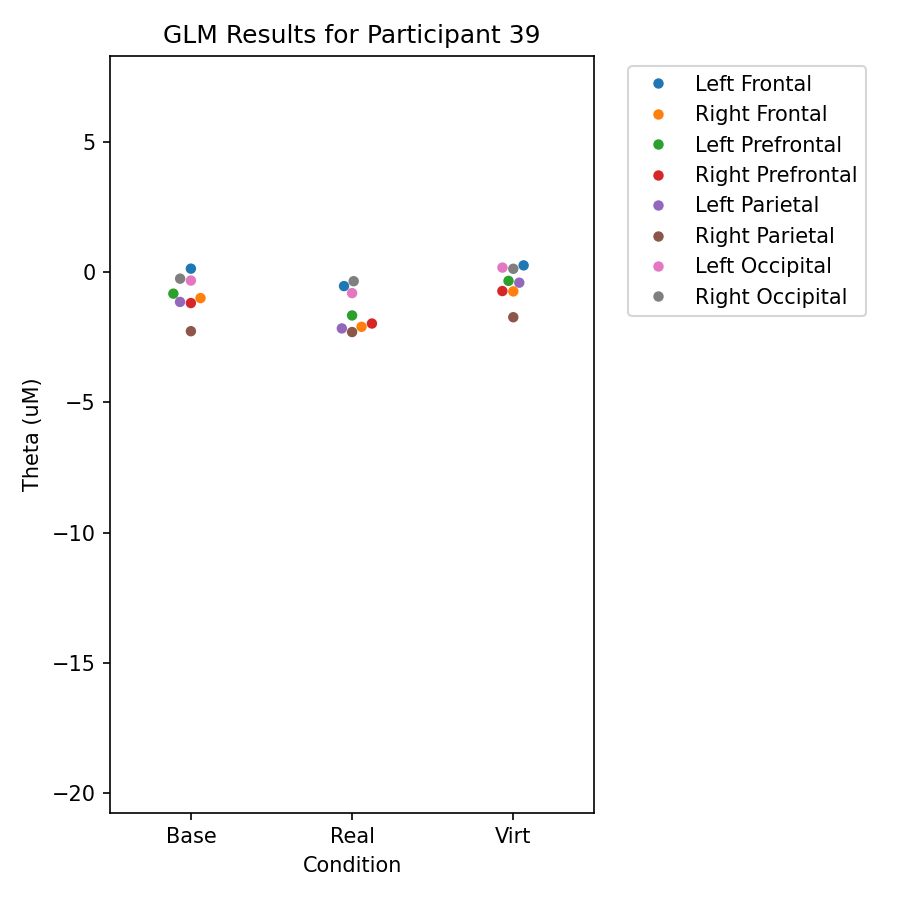 GLM Results for Participant 39
Theta (uM)
5
0
−5
−10
−15
−20
Base
Real
Virt
Condition
Left Frontal
Right Frontal
Left Prefrontal
Right Prefrontal
Left Parietal
Right Parietal
Left Occipital
Right Occipital